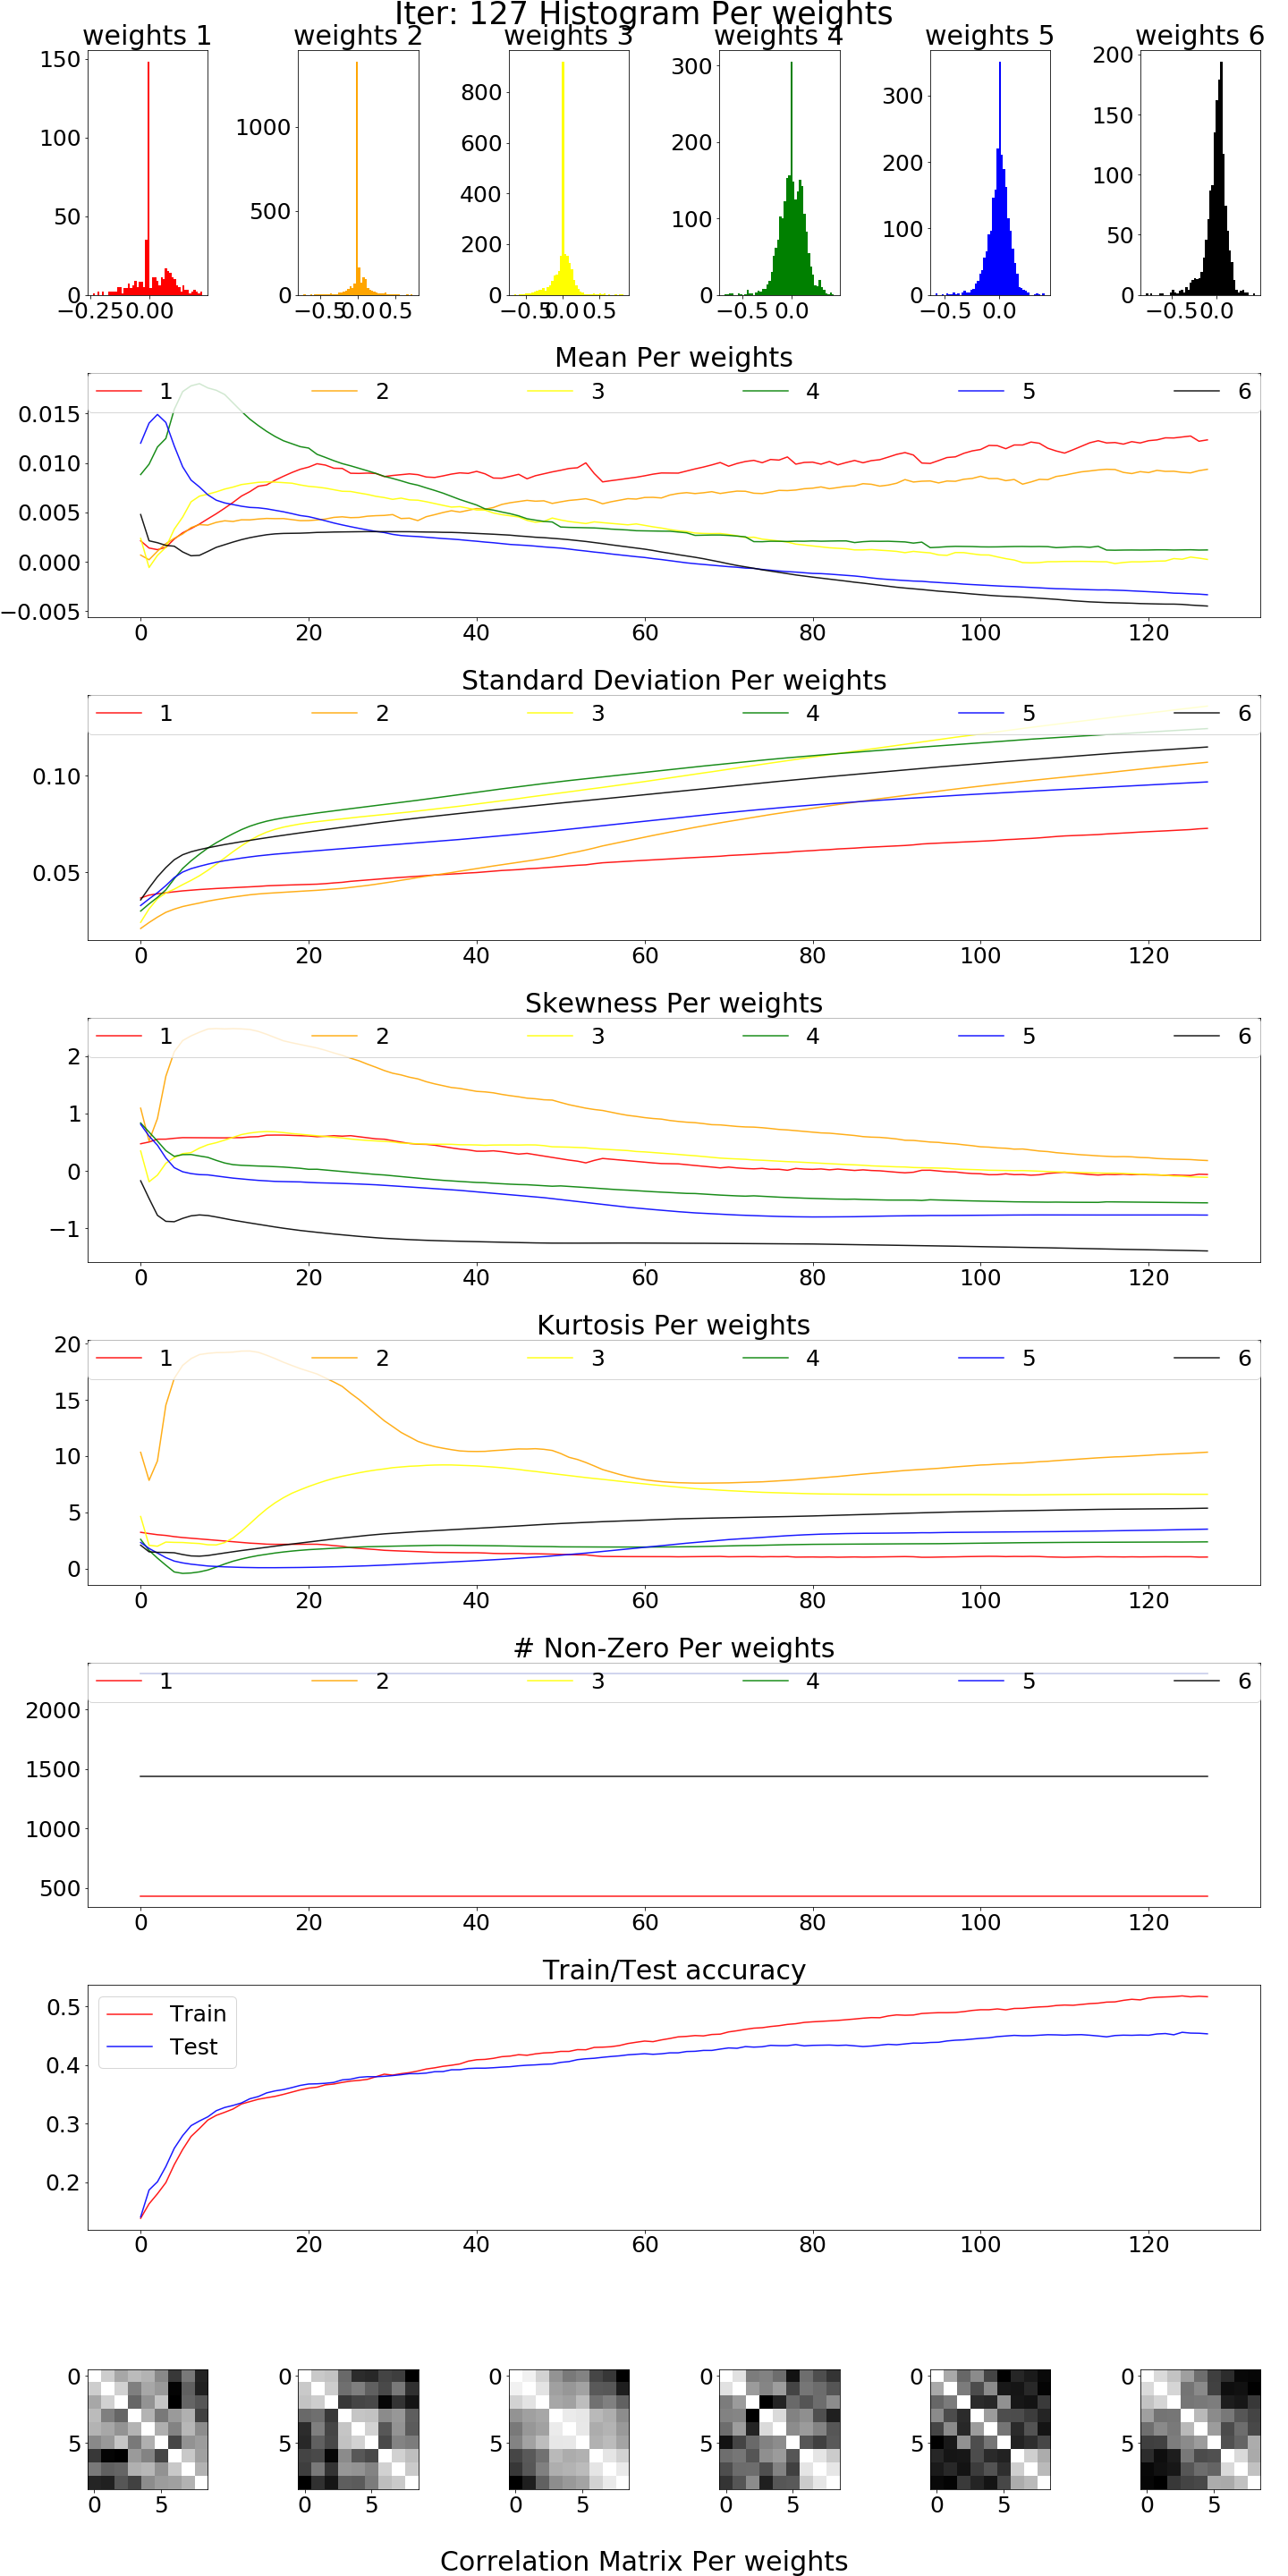 Iter: 127 Histogram Per weights
weights 1 weights 2 weights 3 weights 4 weights 5 weights 6
150
100
50
0
−0.25 0.00
1000
500
0
−0.5 0.0 0.5
800
600
400
200
0
−0.5 0.0 0.5
300
200
100
0
−0.5 0.0
300
200
100
0
−0.5 0.0
200
150
100
50
0
−0.5 0.0
Mean Per weights
1 2 3 4 5 6
0.015
0.010
0.005
0.000
−0.005
0 20 40 60 80 100 120
Standard Deviation Per weights
1 2 3 4 5 6
0.10
0.05
0 20 40 60 80 100 120
Skewness Per weights
1 2 3 4 5 6
2
1
0
−1
0 20 40 60 80 100 120
Kurtosis Per weights
1 2 3 4 5 6
20
15
10
5
0
0 20 40 60 80 100 120
# Non-Zero Per weights
1 2 3 4 5 6
2000
1500
1000
500
0 20 40 60 80 100 120
Train/Test accuracy
Train
Test
0.5
0.4
0.3
0.2
0 20 40 60 80 100 120
0 0 0 0 0 0
5 5 5 5 5 5
0 5 0 5 0 5 0 5 0 5 0 5
Correlation Matrix Per weights